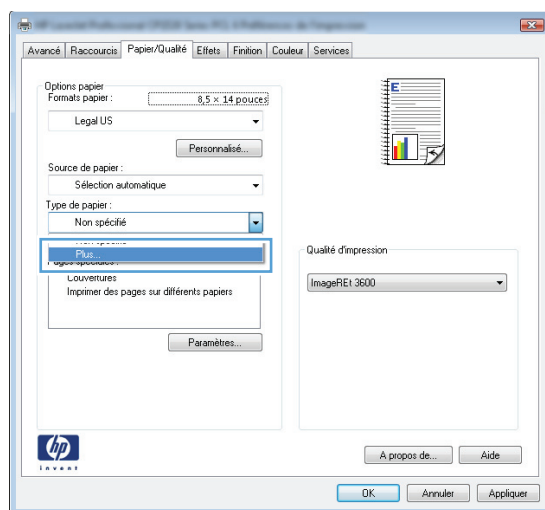 Avancé Raccourcis Papier/Qualité Effets Finition Couleur Services
Options papier
Formats papier :
8,5 × 14 pouces
Legal US
Personnalisé...
Source de papier :
Sélection automatique
Type de papier :
Non spécifié
Plus...
Couvertures
Imprimer des pages sur différents papiers
Paramètres...
E
Qualité d'impression
ImageREt 3600
hp
invent
A propos de... Aide
OK Annuler Appliquer